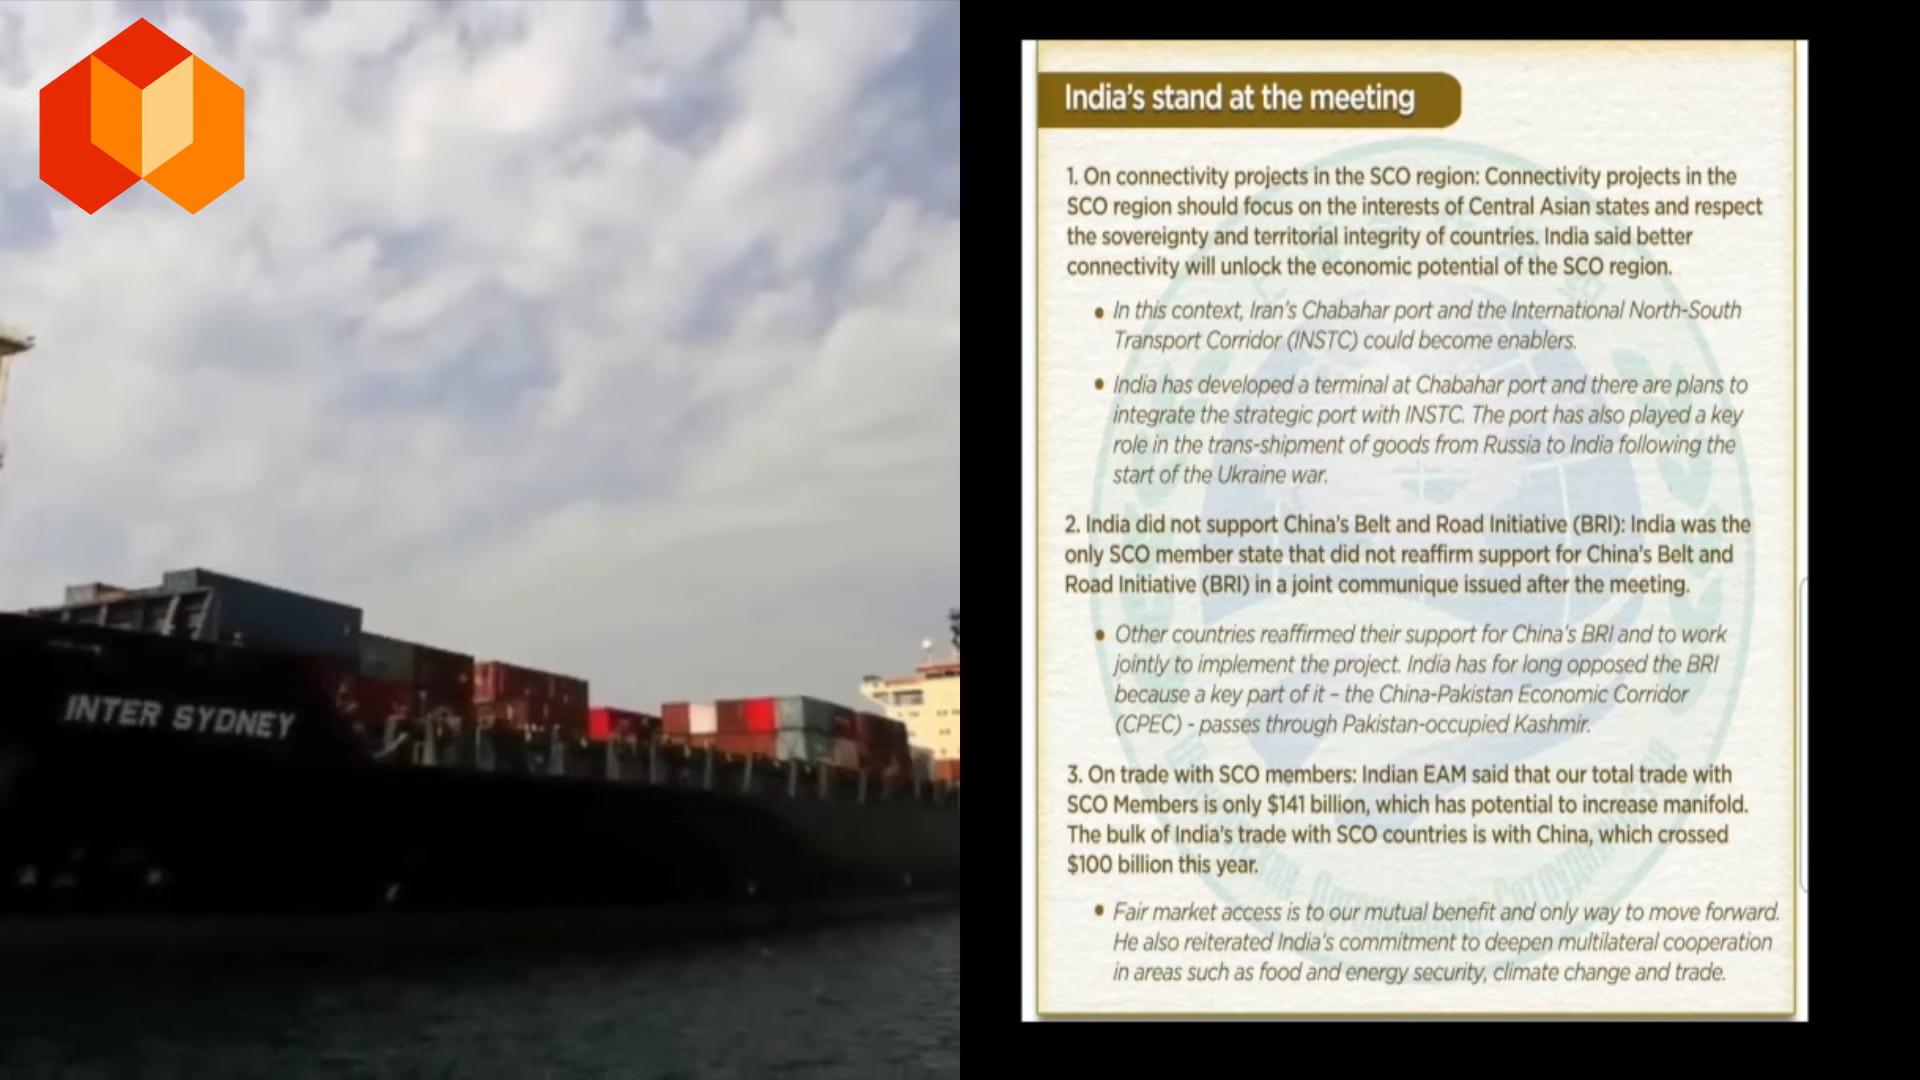 INTER SYDNEY
India's stand at the meeting
1. On connectivity projects in the SCO region: Connectivity projects in the
SCO region should focus on the interests of Central Asian states and respect
the sovereignty and territorial integrity of countries. India said better
connectivity will unlock the economic potential of the SCO region.
• In this context, Iran's Chabahar port and the International North-South
Transport Corridor (INSTC) could become enablers.
• India has developed a terminal at Chabahar port and there are plans to
integrate the strategic port with INSTC. The port has also played a key
role in the trans-shipment of goods from Russia to India following the
start of the Ukraine war.
2. India did not support China's Belt and Road Initiative (BRI): India was the
only SCO member state that did not reaffirm support for China's Belt and
Road Initiative (BRI) in a joint communique issued after the meeting.
• Other countries reaffirmed their support for China's BRI and to work
jointly to implement the project. India has for long opposed the BRI
because a key part of it – the China-Pakistan Economic Corridor
(CPEC) - passes through Pakistan-occupied Kashmir.
3. On trade with SCO members: Indian EAM said that our total trade with
SCO Members is only $141 billion, which has potential to increase manifold.
The bulk of India's trade with SCO countries is with China, which crossed
$100 billion this year.
• Fair market access is to our mutual benefit and only way to move forward.
He also reiterated India's commitment to deepen multilateral cooperation
in areas such as food and energy security, climate change and trade.